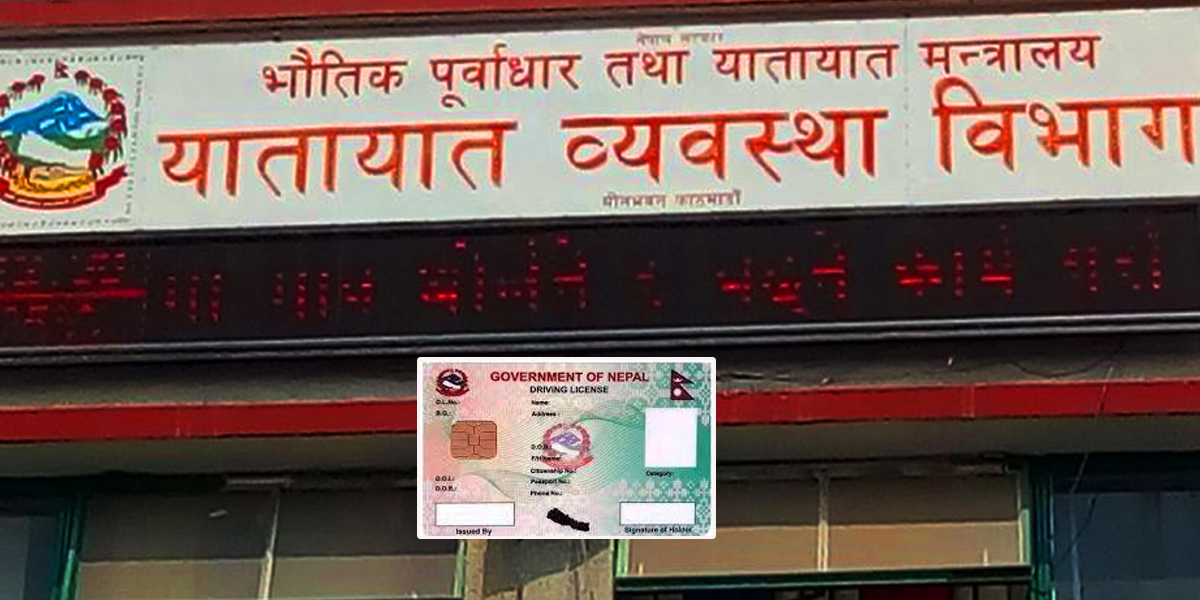 नेपाल सरकार
भौतिक पूर्वाधार तथा यातायात मन्त्रालय
यातायात व्यवस्था विभाग
मीनभवन काठमाडौं
GOVERNMENT OF NEPAL
DRIVING LICENSE
D.L.No.:
B.G.:
Name:
Address :
D.O.B.:
F/H Name:
Citizenship No.:
Passport No.:
Phone No.:
D.O.I.:
D.O.E.:
Category:
Issued By
Signature of Holder